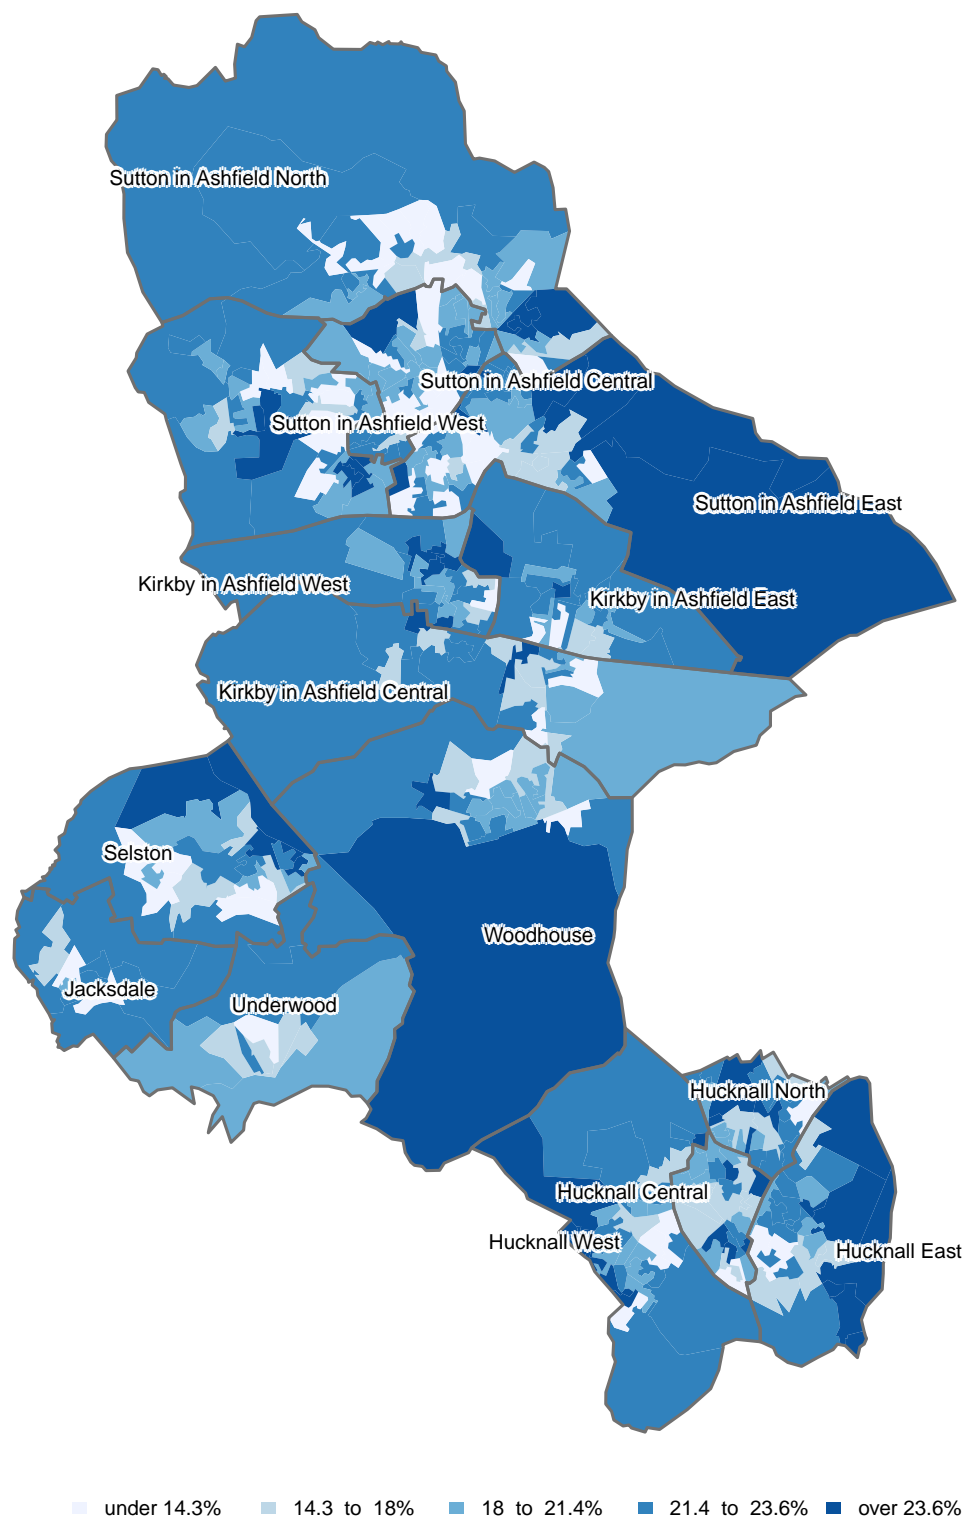 Sutton in Ashfield North
Sutton in Ashfield Central
Sutton in Ashfield West
Sutton in Ashfield East
Kirkby in Ashfield West
Kirkby in Ashfield East
Kirkby in Ashfield Central
Selston
Woodhouse
Jacksdale
Underwood
Hucknall North
Hucknall Central
Hucknall West
Hucknall East
under 14.3% 14.3 to 18% 18 to 21.4% 21.4 to 23.6% over 23.6%